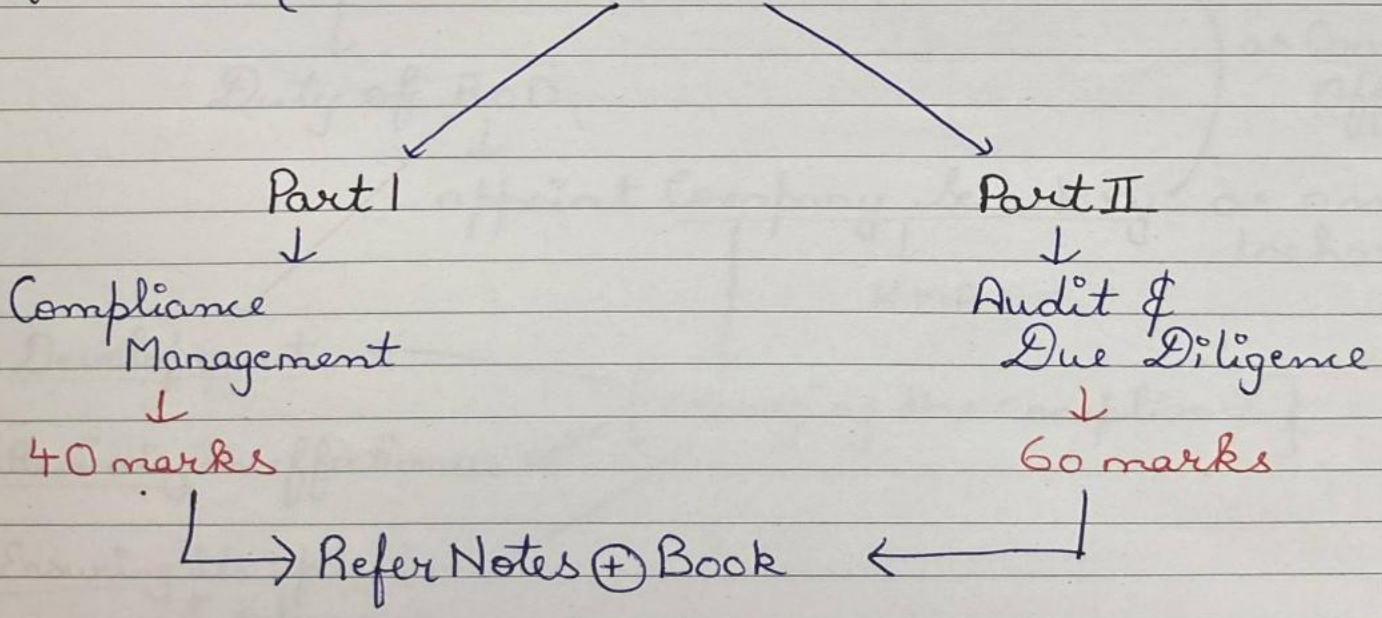 Part I
Part II
↓
↓
Compliance
Management
Audit &
Due Diligence
↓
↓
40 marks
60 marks
→ Refer Notes ⊕ Book ←